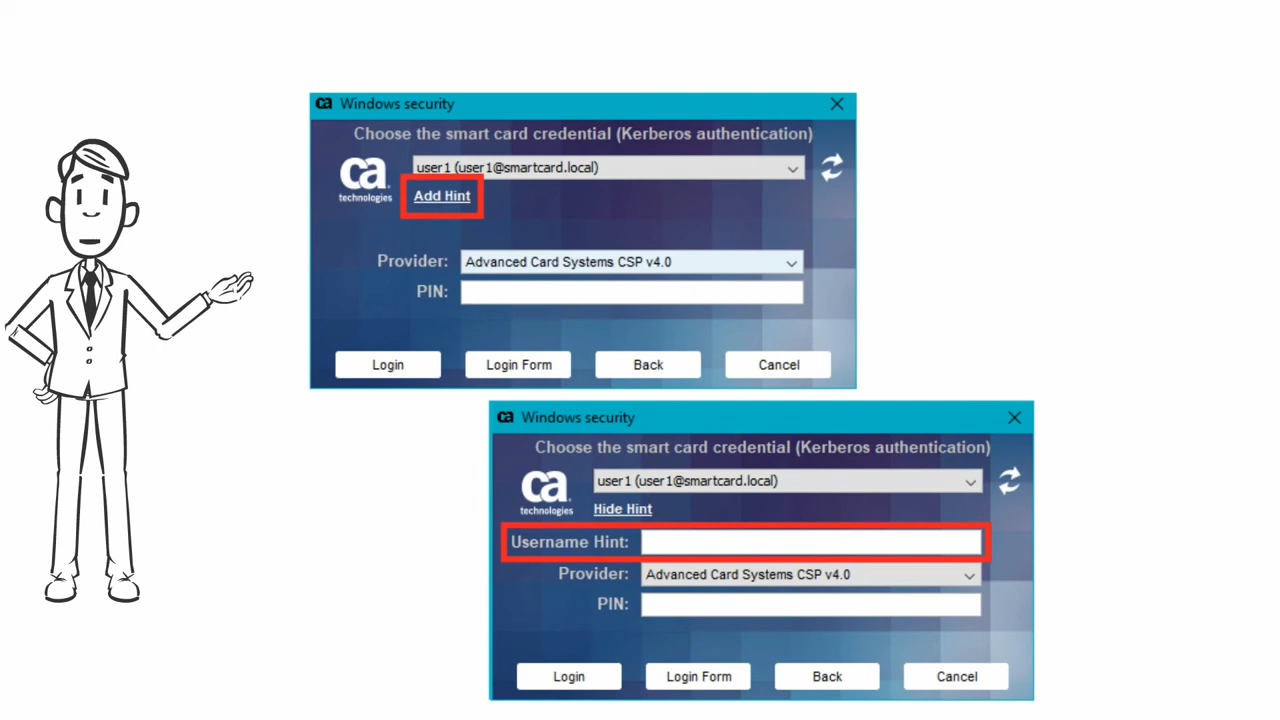 ca Windows security
Choose the smart card credential (Kerberos authentication)
ca
technologies
user1 (user1@smartcard.local)
Add Hint
Provider: Advanced Card Systems CSP v4.0
PIN:
Login Login Form Back Cancel
ca Windows security
Choose the smart card credential (Kerberos authentication)
ca
technologies
user1 (user1@smartcard.local)
Hide Hint
Username Hint:
Provider: Advanced Card Systems CSP v4.0
PIN:
Login Login Form Back Cancel